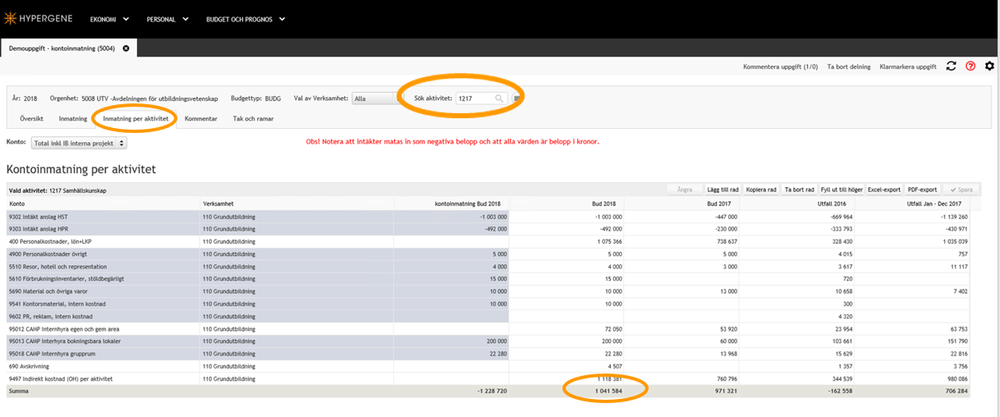 HYPERGENE EKONOMI PERSONAL BUDGET OCH PROGNOS
Demouppgift - kontoinmatning (5004)
Kommentera uppgift (1/0) Ta bort delning Klarmarkera uppgift
År: 2018 Orgenhet: 5008 UTV -Avdelningen för utbildningsvetenskap Budgettyp: BUDG Val av Verksamhet: Alla Sök aktivitet: 1217
Översikt Inmatning Inmatning per aktivitet Kommentar Tak och ramar
Konto: Total inkl IB interna projekt Obs! Notera att intäkter matas in som negativa belopp och att alla värden är belopp i kronor.
Kontoinmatning per aktivitet
Vald aktivitet: 1217 Samhällskunskap Ångra Lägg till rad Kopiera rad Ta bort rad Fyll ut till höger Excel-export PDF-export Spara
Konto Verksamhet kontoinmatning Bud 2018 Bud 2018 Bud 2017 Utfall 2016 Utfall Jan - Dec 2017
9302 Intäkt anslag HST 110 Grundutbildning -1 003 000 -1 003 000 -447 000 -669 964 -1 139 260
9303 Intäkt anslag HPR 110 Grundutbildning -492 000 -492 000 -230 000 -333 793 -430 971
400 Personalkostnader, lön+LKP 110 Grundutbildning 1 075 366 738 637 328 430 1 035 039
4900 Personalkostnader övrigt 110 Grundutbildning 5 000 5 000 5 000 4 015 757
5510 Resor, hotell och representation 110 Grundutbildning 4 000 4 000 3 000 3 617 11 117
5610 Förbrukningsinventarier, stöldbegärligt 110 Grundutbildning 15 000 15 000 720
5690 Material och övriga varor 110 Grundutbildning 10 000 10 000 13 000 10 658 7 402
9541 Kontorsmaterial, intern kostnad 110 Grundutbildning 10 000 10 000 300
9602 PR, reklam, intern kostnad 110 Grundutbildning 4 320
95012 CAMP Internhyra egen och gem area 110 Grundutbildning 72 050 53 920 23 954 63 753
95013 CAMP Interhyra bokningsbara lokaler 110 Grundutbildning 200 000 200 000 60 000 103 661 151 790
95018 CAMP Internhyra grupprum 110 Grundutbildning 22 280 22 280 13 968 15 629 22 816
690 Avskrivning 110 Grundutbildning 4 507 1 357 3 756
9497 Indirekt kostnad (OH) per aktivitet 110 Grundutbildning 1 118 381 760 796 344 539 980 086
Summa -1 228 720 1 041 584 971 321 -162 558 706 284